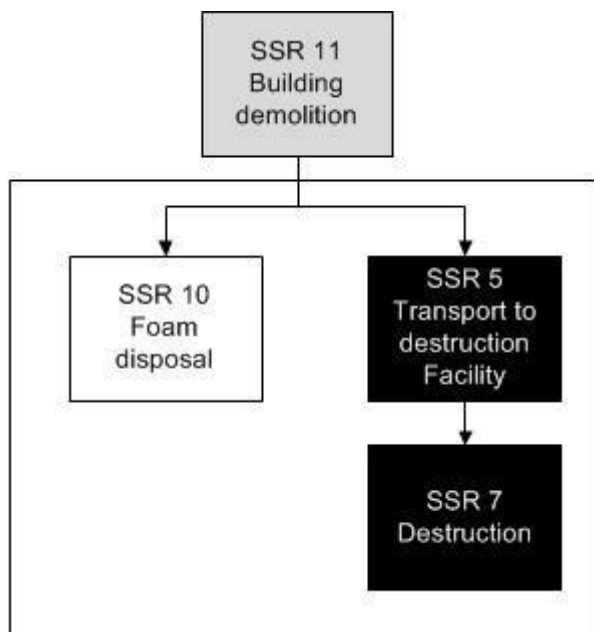 SSR 11
Building
demolition
SSR 10
Foam
disposal
SSR 5
Transport to
destruction
Facility
SSR 7
Destruction